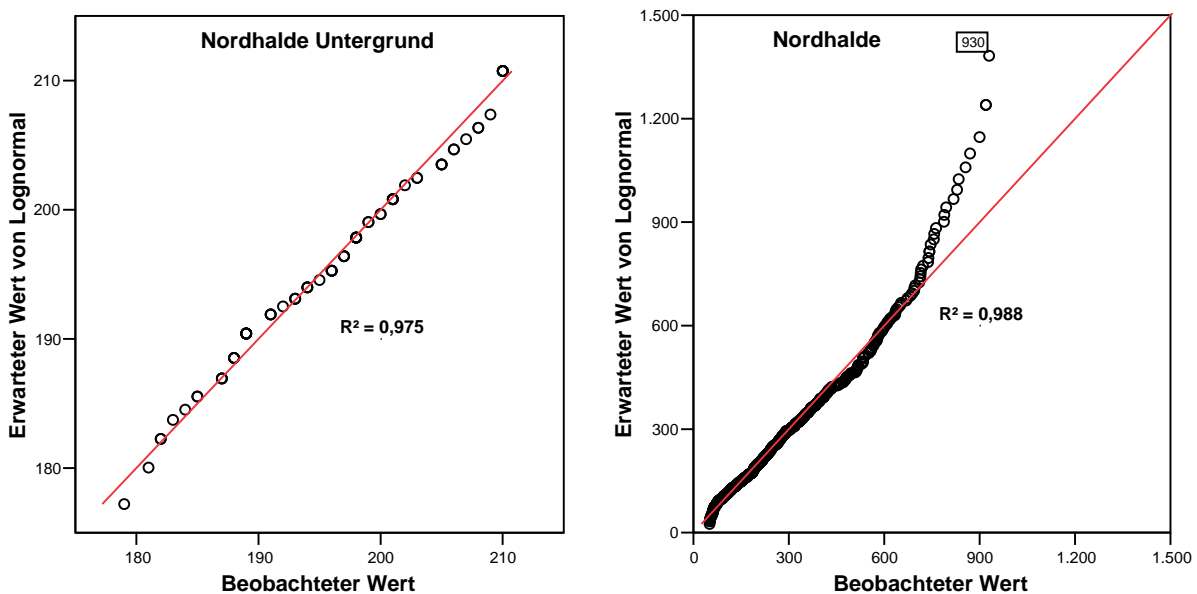 Nordhalde Untergrund
Erwarteter Wert von Lognormal
210
200
190
180
R² = 0,975
180 190 200 210
Beobachteter Wert
Nordhalde
930
Erwarteter Wert von Lognormal
1.500
1.200
900
600
300
0
R² = 0,988
0 300 600 900 1.200 1.500
Beobachteter Wert